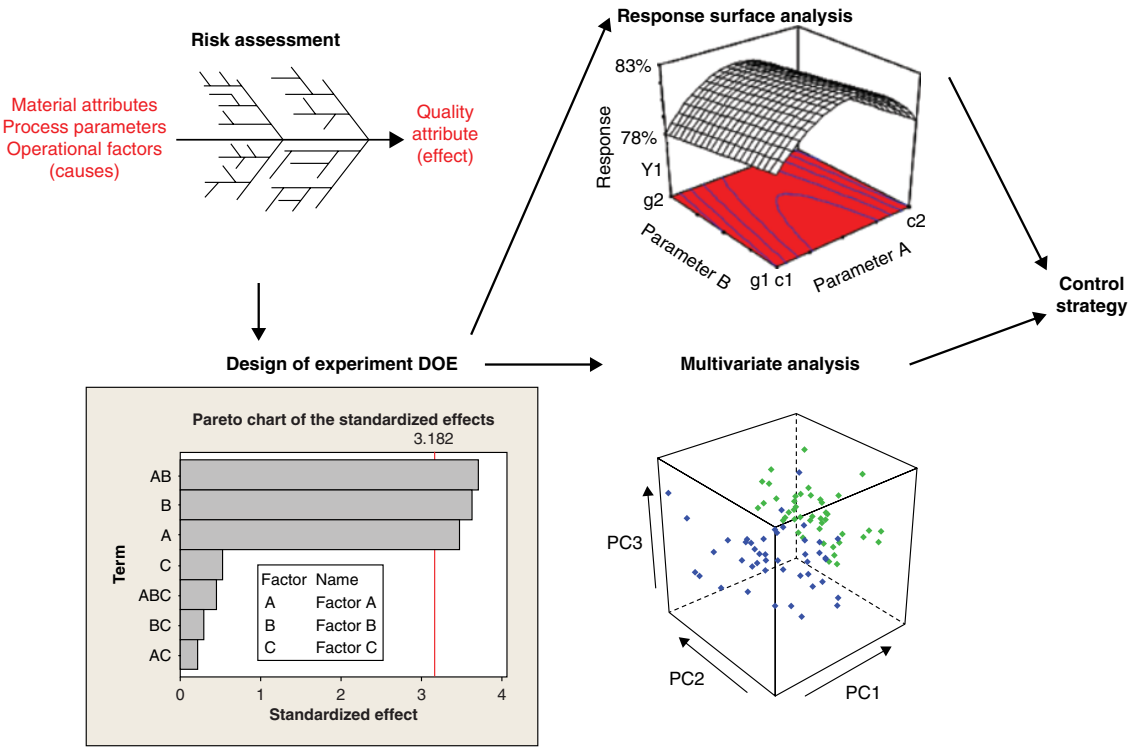 Risk assessment
Material attributes
Process parameters
Operational factors
(causes)
Quality
attribute
(effect)
Response surface analysis
83%
78%
Response
Y1
g2
Parameter B
g1 c1
Parameter A
c2
Control
strategy
Design of experiment DOE
Multivariate analysis
Pareto chart of the standardized effects
3.182
Term
AB
B
A
C
ABC
BC
AC
Factor Name
A Factor A
B Factor B
C Factor C
0 1 2 3 4
Standardized effect
PC3
PC2
PC1